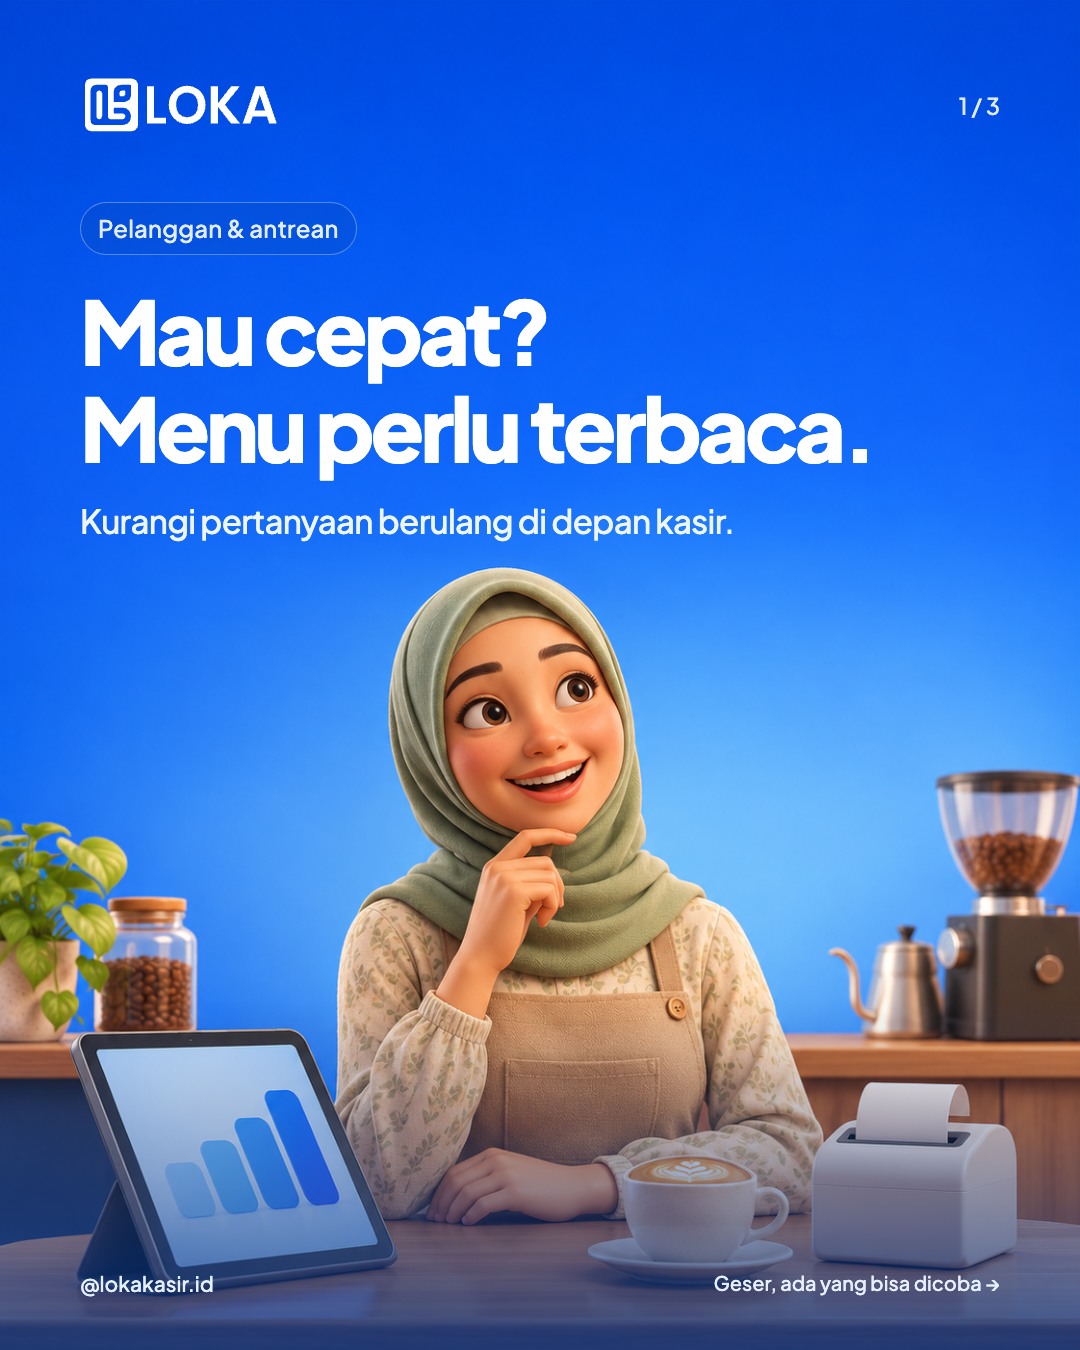 LOKA
1/3
Pelanggan & antrean
Mau cepat?
Menu perlu terbaca.
Kurangi pertanyaan berulang di depan kasir.
@lokakasir.id
Geser, ada yang bisa dicoba →